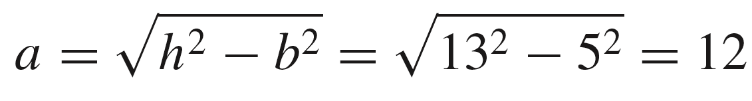 a = √(h² − b²) = √(13² − 5²) = 12